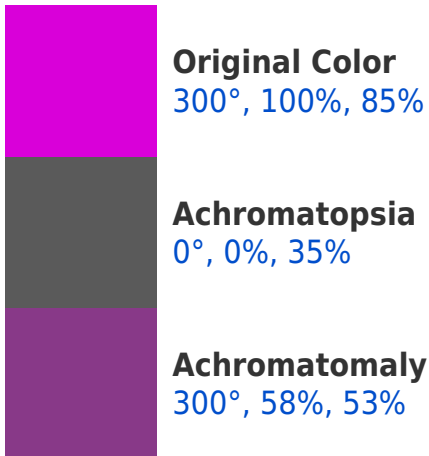 Original Color
300°, 100%, 85%
Achromatopsia
0°, 0%, 35%
Achromatomaly
300°, 58%, 53%